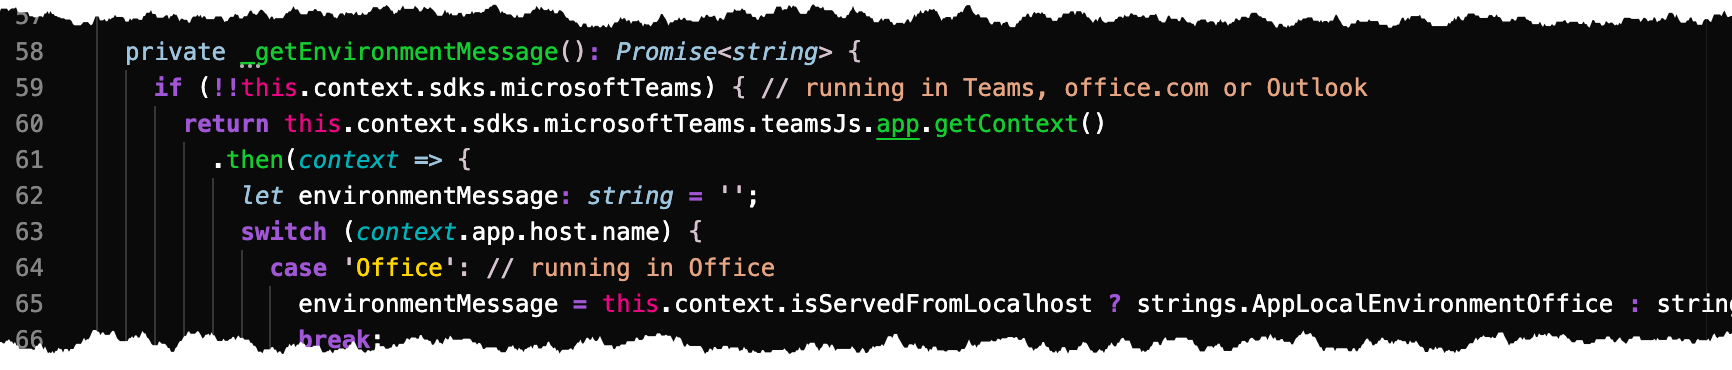 58 private _getEnvironmentMessage(): Promise<string> {
59 if (!!this.context.sdks.microsoftTeams) { // running in Teams, office.com or Outlook
60 return this.context.sdks.microsoftTeams.teamsJs.app.getContext()
61 .then(context => {
62 let environmentMessage: string = '';
63 switch (context.app.host.name) {
64 case 'Office': // running in Office
65 environmentMessage = this.context.isServedFromLocalhost ? strings.AppLocalEnvironmentOffice : strin
66 break;